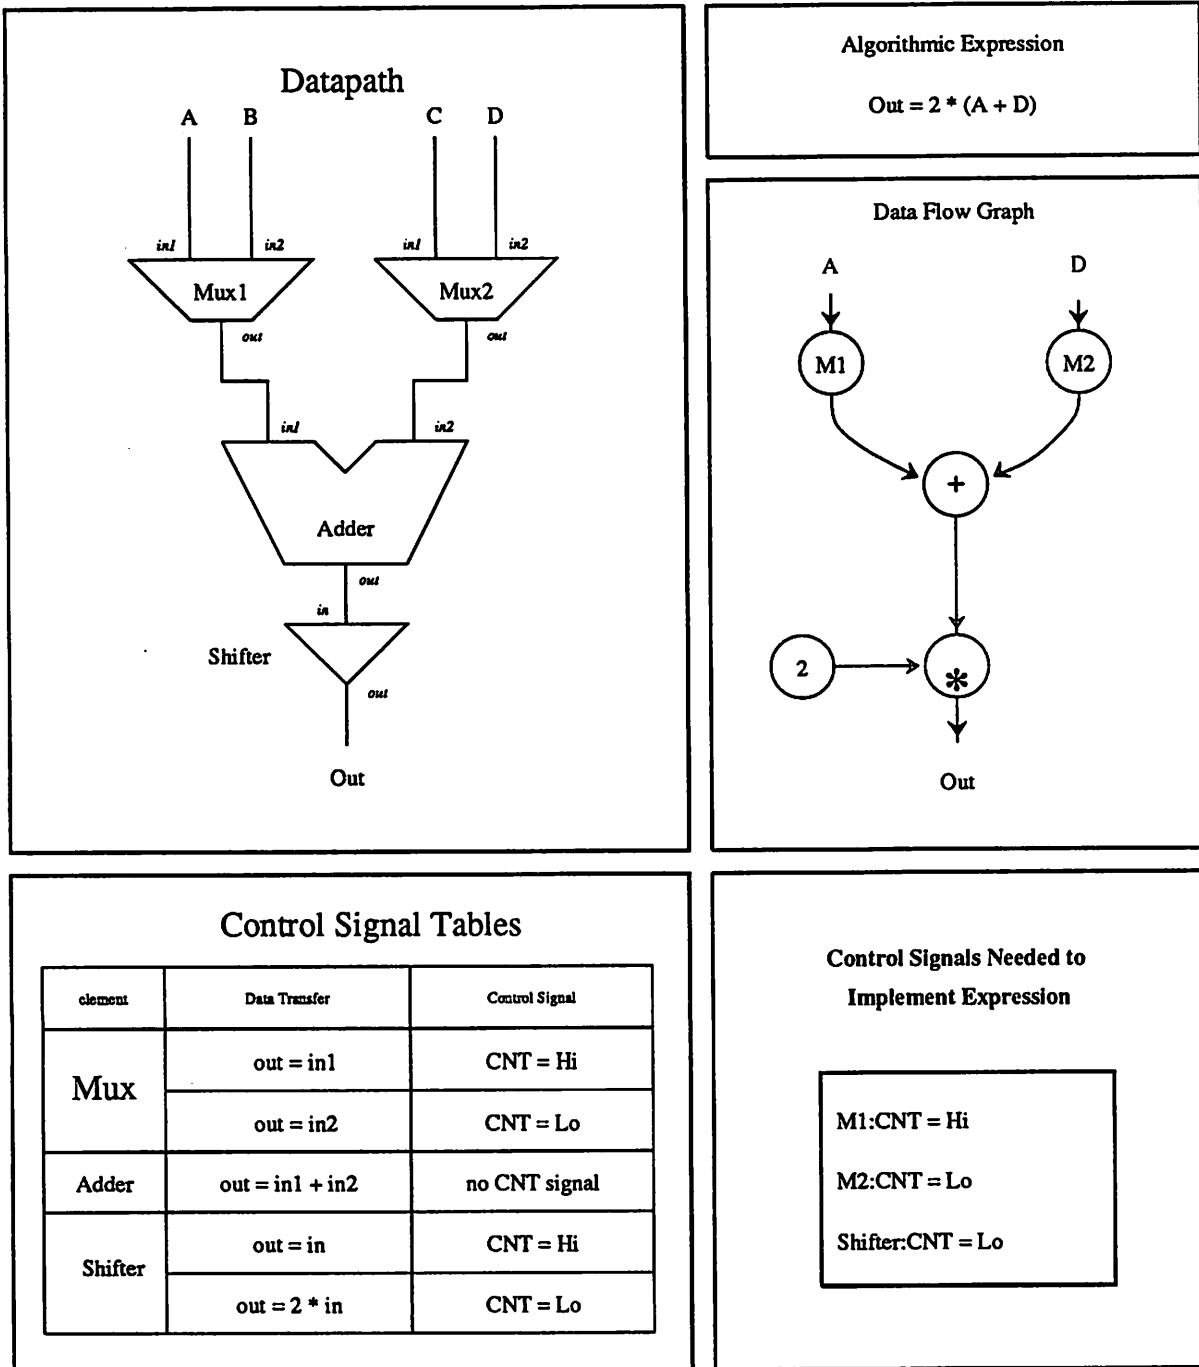 Datapath
A B C D
in1 in2 in1 in2
Mux1 Mux2
out out
in1 in2
Adder
out
in
Shifter
out
Out
Algorithmic Expression
Out = 2 * (A + D)
Data Flow Graph
A D
M1 M2
+
2 *
Out
Control Signal Tables
element Data Transfer Control Signal
Mux
out = in1 CNT = Hi
out = in2 CNT = Lo
Adder out = in1 + in2 no CNT signal
Shifter
out = in CNT = Hi
out = 2 * in CNT = Lo
Control Signals Needed to
Implement Expression
M1:CNT = Hi
M2:CNT = Lo
Shifter:CNT = Lo